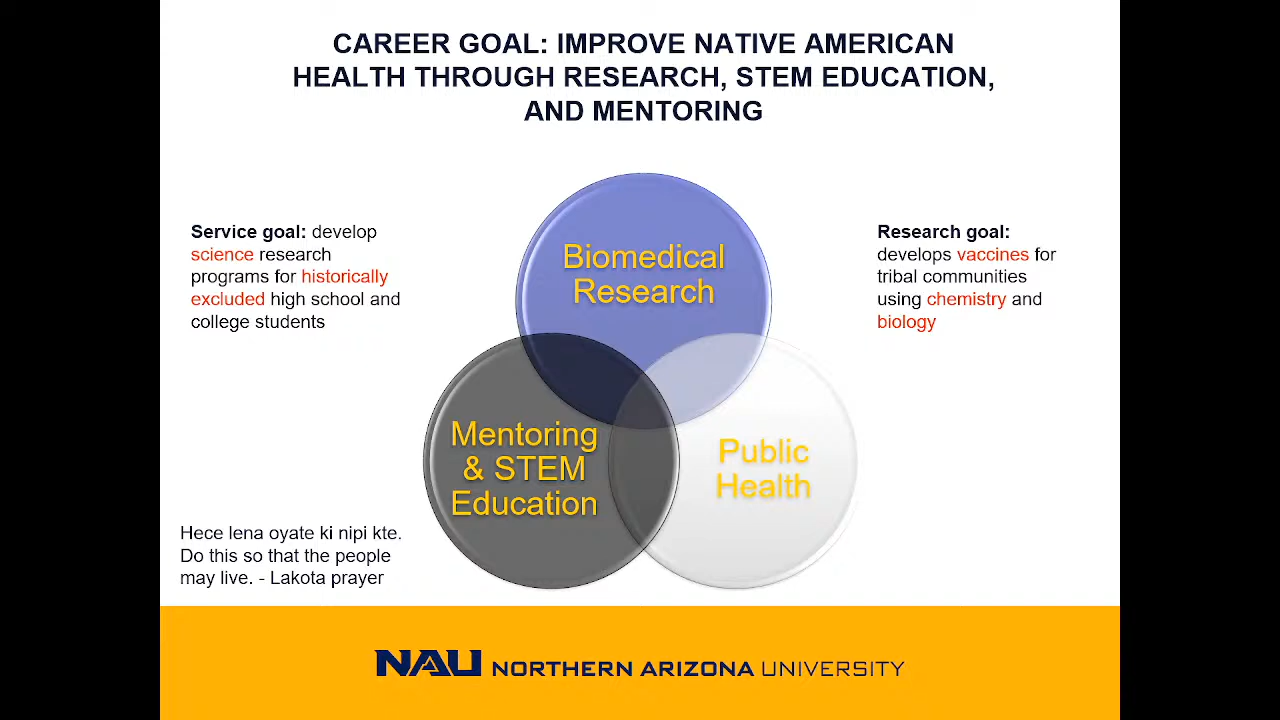 CAREER GOAL: IMPROVE NATIVE AMERICAN
HEALTH THROUGH RESEARCH, STEM EDUCATION,
AND MENTORING
Service goal: develop
science research
programs for historically
excluded high school and
college students
Biomedical
Research
Research goal:
develops vaccines for
tribal communities
using chemistry and
biology
Mentoring
& STEM
Education
Public
Health
Hece lena oyate ki nipi kte.
Do this so that the people
may live. - Lakota prayer
NAU NORTHERN ARIZONA UNIVERSITY